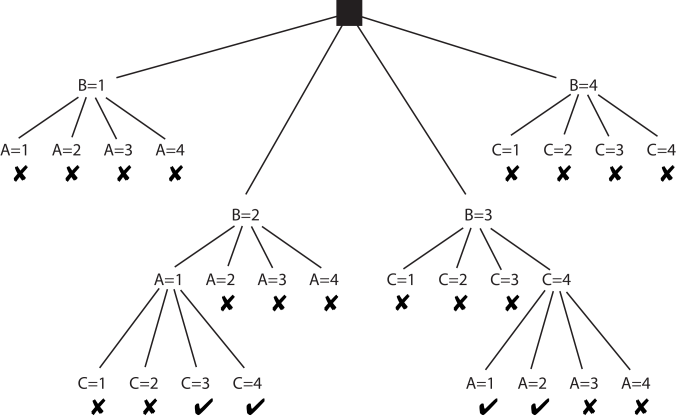 B=1 B=4
A=1 A=2 A=3 A=4 C=1 C=2 C=3 C=4
✘ ✘ ✘ ✘ ✘ ✘ ✘ ✘
B=2 B=3
A=1 A=2 A=3 A=4 C=1 C=2 C=3 C=4
✘ ✘ ✘ ✘ ✘ ✘
C=1 C=2 C=3 C=4 A=1 A=2 A=3 A=4
✘ ✘ ✔ ✔ ✔ ✔ ✘ ✘